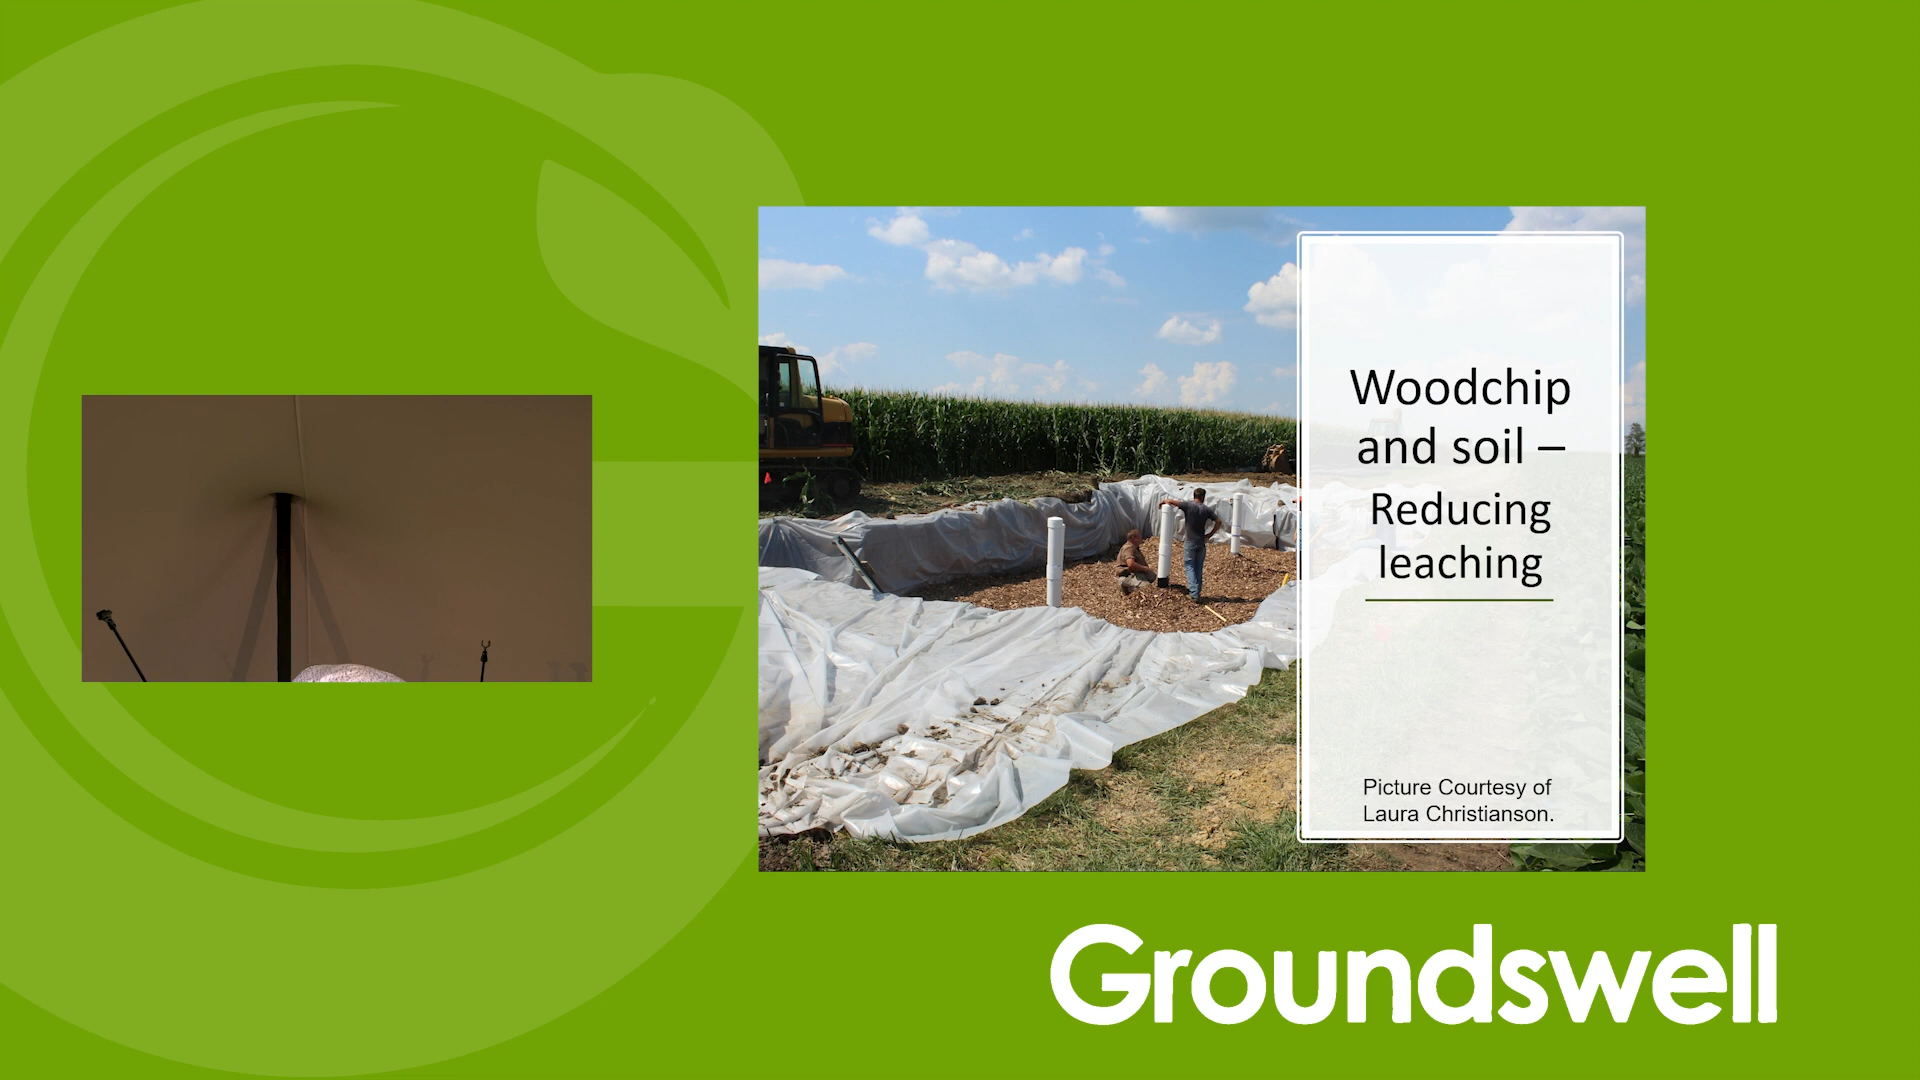 Woodchip
and soil –
Reducing
leaching
Picture Courtesy of
Laura Christianson.
Groundswell